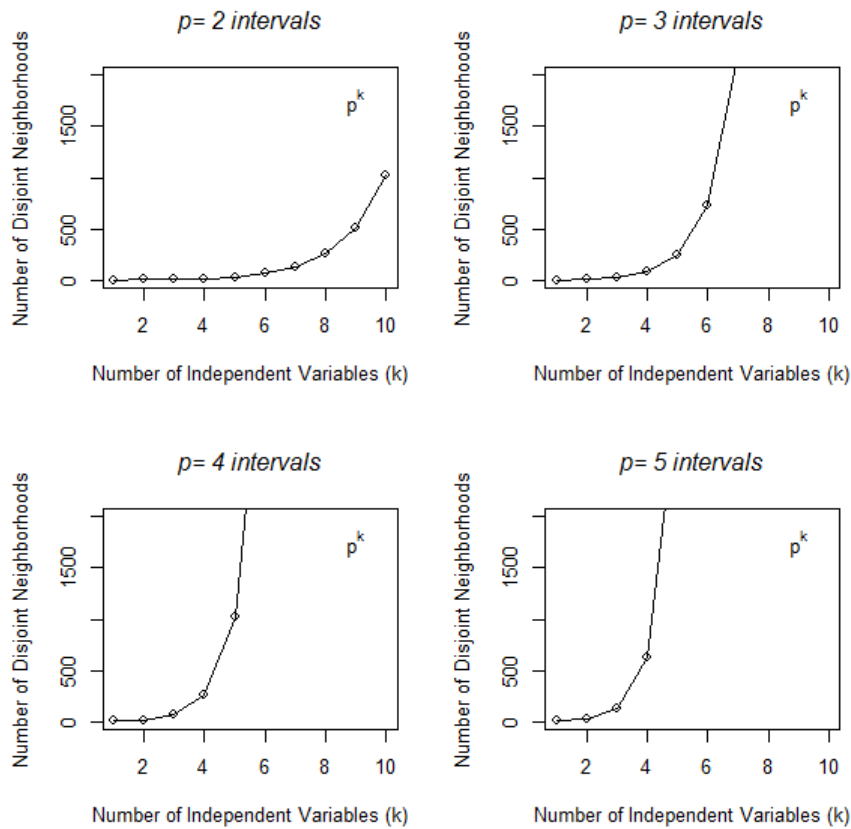 p= 2 intervals
Number of Disjoint Neighborhoods
1500
500
0
p^k
2 4 6 8 10
Number of Independent Variables (k)
p= 3 intervals
Number of Disjoint Neighborhoods
1500
500
0
p^k
2 4 6 8 10
Number of Independent Variables (k)
p= 4 intervals
Number of Disjoint Neighborhoods
1500
500
0
p^k
2 4 6 8 10
Number of Independent Variables (k)
p= 5 intervals
Number of Disjoint Neighborhoods
1500
500
0
p^k
2 4 6 8 10
Number of Independent Variables (k)